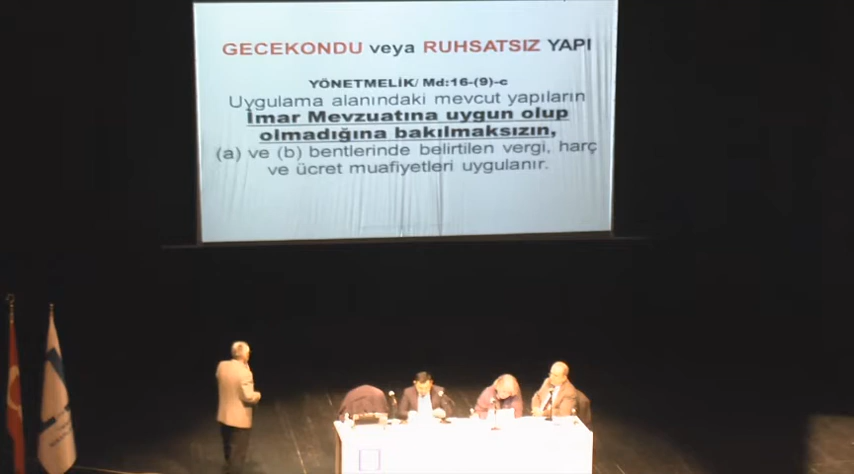 GECEKONDU veya RUHSATSIZ YAPI
YÖNETMELİK/ Md:16-(9)-c
Uygulama alanındaki mevcut yapıların
İmar Mevzuatına uygun olup
olmadığına bakılmaksızın,
(a) ve (b) bentlerinde belirtilen vergi, harç
ve ücret muafiyetleri uygulanır.